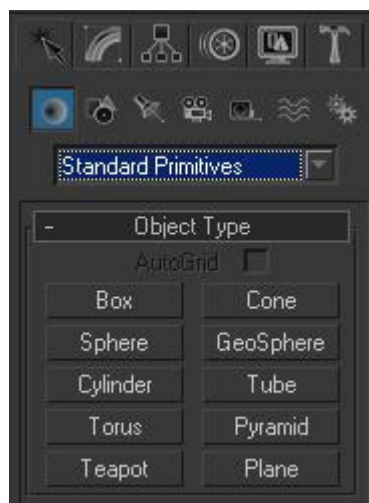 Standard Primitives
- Object Type
AutoGrid
Box Cone
Sphere GeoSphere
Cylinder Tube
Torus Pyramid
Teapot Plane